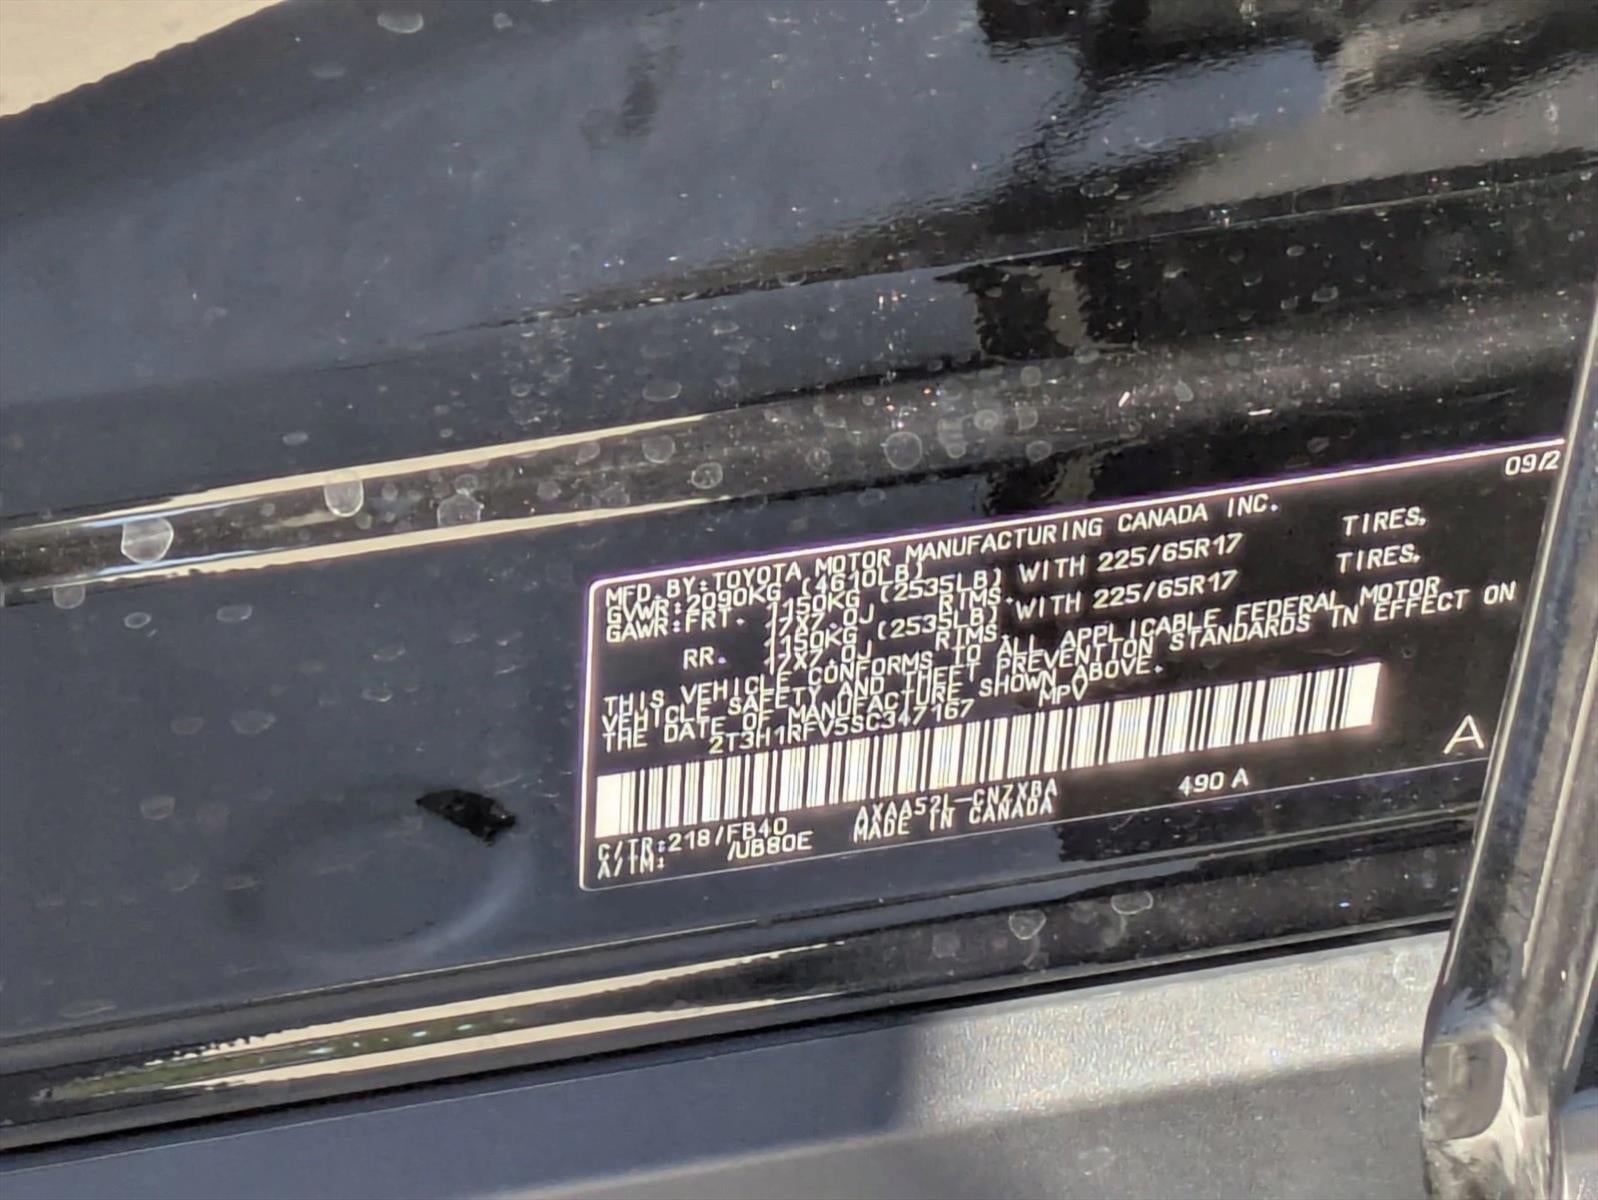 09/2
MFD. BY: TOYOTA MOTOR MANUFACTURING CANADA INC.
GVWR: 2090KG (4610LB)
GAWR: FRT. 1150KG (2535LB) WITH 225/65R17 TIRES,
17X7.0J RIMS.
RR. 1150KG (2535LB) WITH 225/65R17 TIRES,
17X7.0J RIMS.
THIS VEHICLE CONFORMS TO ALL APPLICABLE FEDERAL MOTOR
VEHICLE SAFETY AND THEFT PREVENTION STANDARDS IN EFFECT ON
THE DATE OF MANUFACTURE SHOWN ABOVE.
2T3H1RFV5SC347167 MPV
A
C/TR: 218/FB40 AXAA52L-CNZXBA 490 A
A/TM: /UB80E MADE IN CANADA